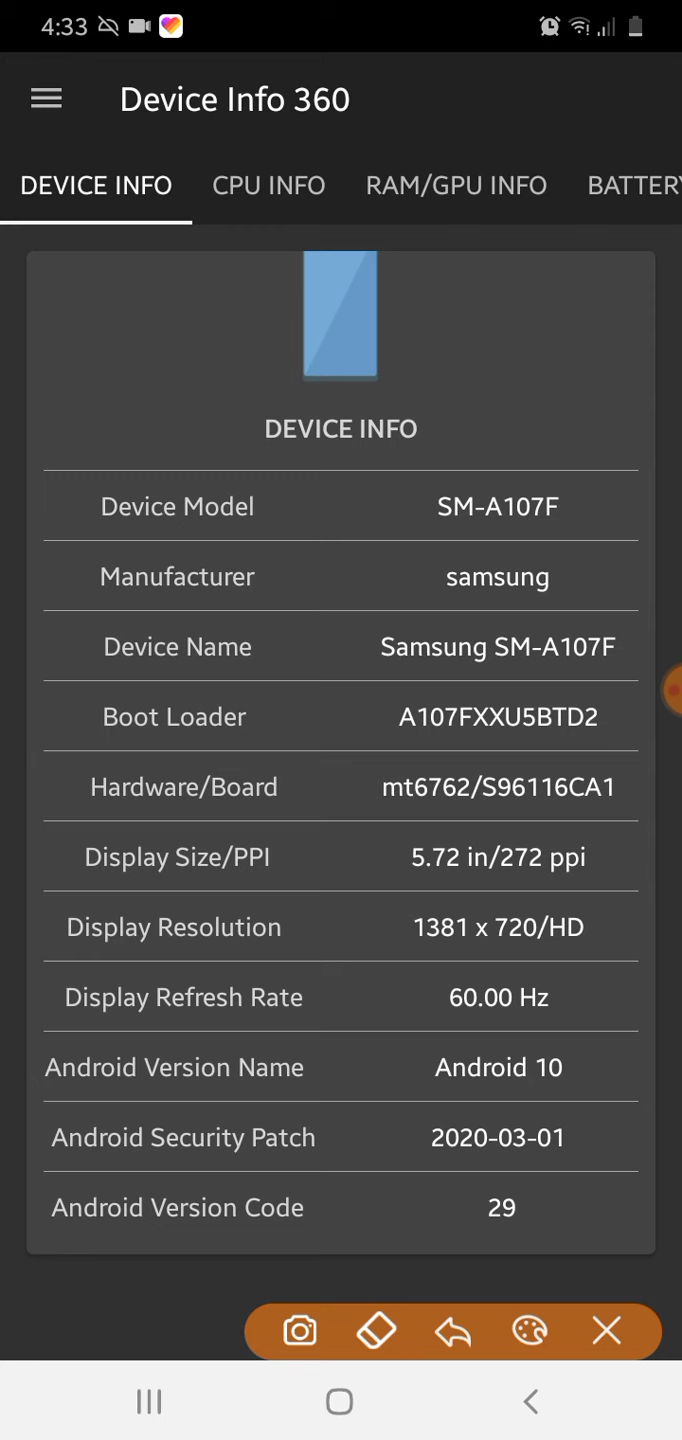 4:33
Device Info 360
DEVICE INFO CPU INFO RAM/GPU INFO BATTERY
DEVICE INFO
Device Model SM-A107F
Manufacturer samsung
Device Name Samsung SM-A107F
Boot Loader A107FXXU5BTD2
Hardware/Board mt6762/S96116CA1
Display Size/PPI 5.72 in/272 ppi
Display Resolution 1381 x 720/HD
Display Refresh Rate 60.00 Hz
Android Version Name Android 10
Android Security Patch 2020-03-01
Android Version Code 29